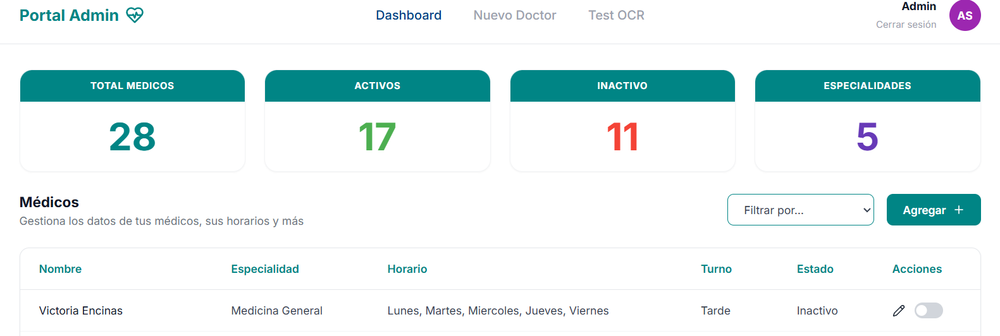 Portal Admin
Dashboard
Nuevo Doctor
Test OCR
Admin
Cerrar sesión
AS
TOTAL MEDICOS
28
ACTIVOS
17
INACTIVO
11
ESPECIALIDADES
5
Médicos
Gestiona los datos de tus médicos, sus horarios y más
Filtrar por...
Agregar +
Nombre Especialidad Horario Turno Estado Acciones
Victoria Encinas Medicina General Lunes, Martes, Miercoles, Jueves, Viernes Tarde Inactivo